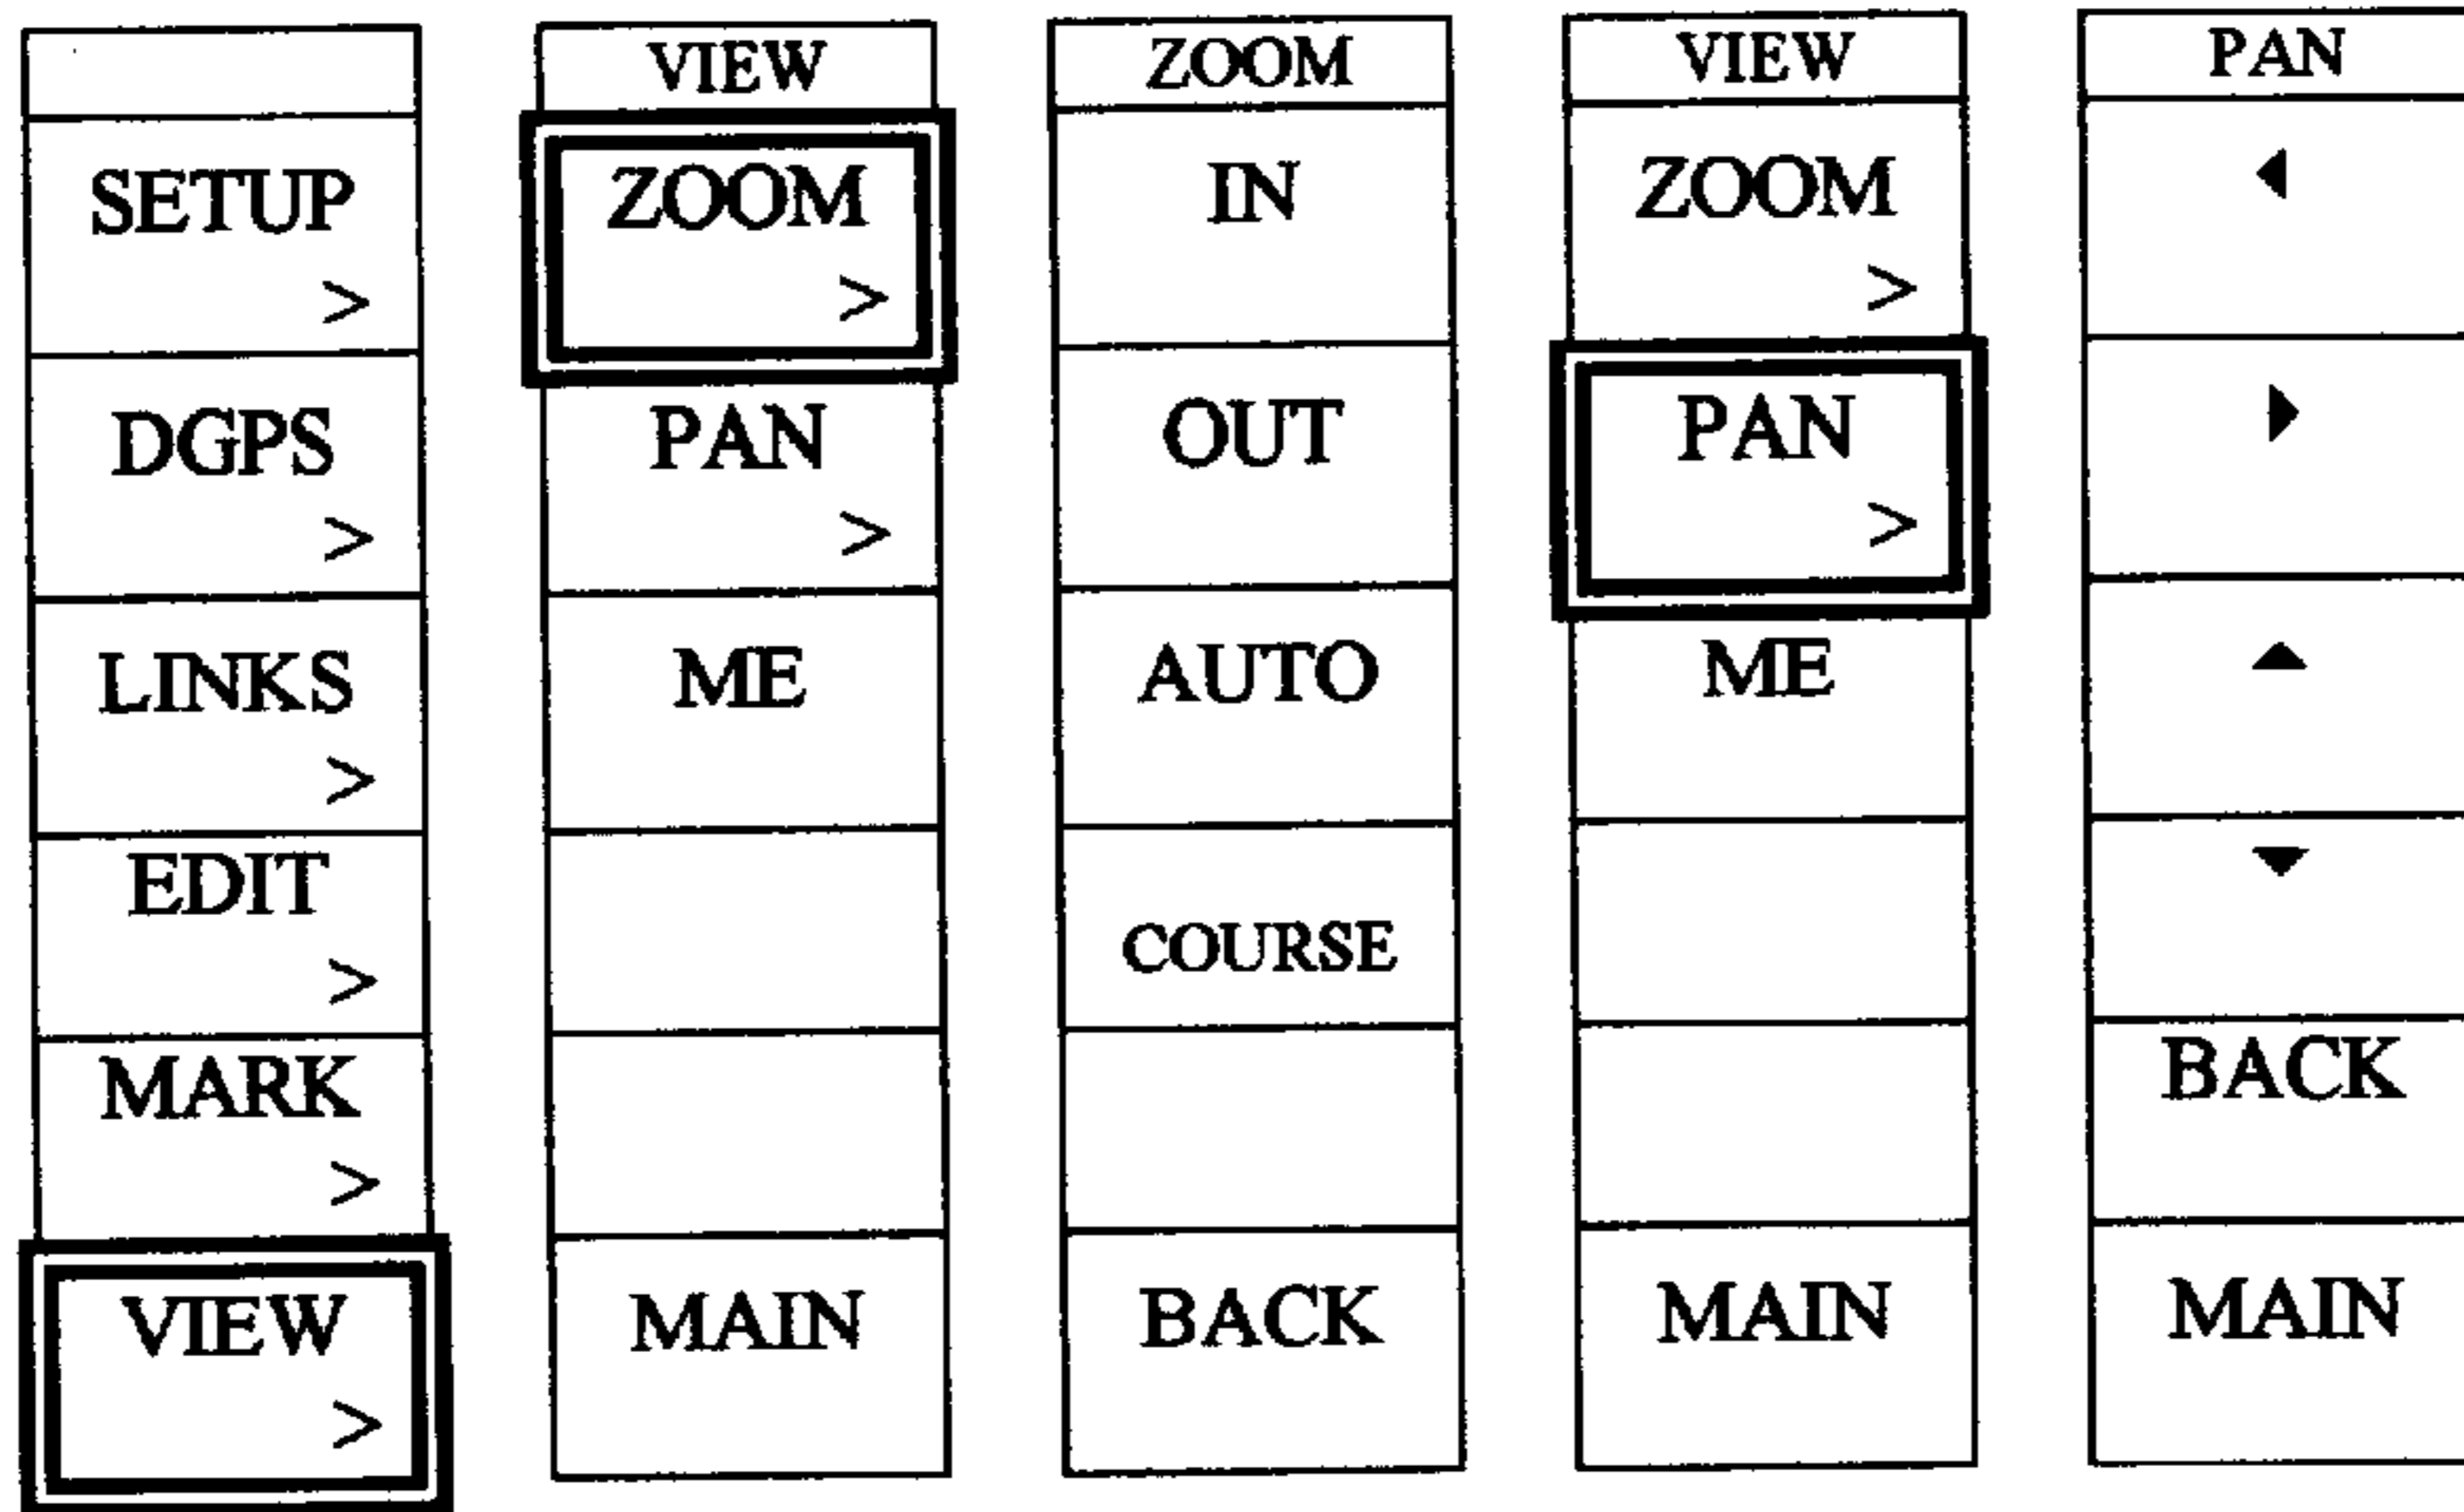 SETUP
>
DGPS
>
LINKS
>
EDIT
>
MARK
>
VIEW
>
VIEW
ZOOM
>
PAN
>
ME
MAIN
ZOOM
IN
OUT
AUTO
COURSE
BACK
VIEW
ZOOM
>
PAN
>
ME
MAIN
PAN
◀
▶
▲
▼
BACK
MAIN